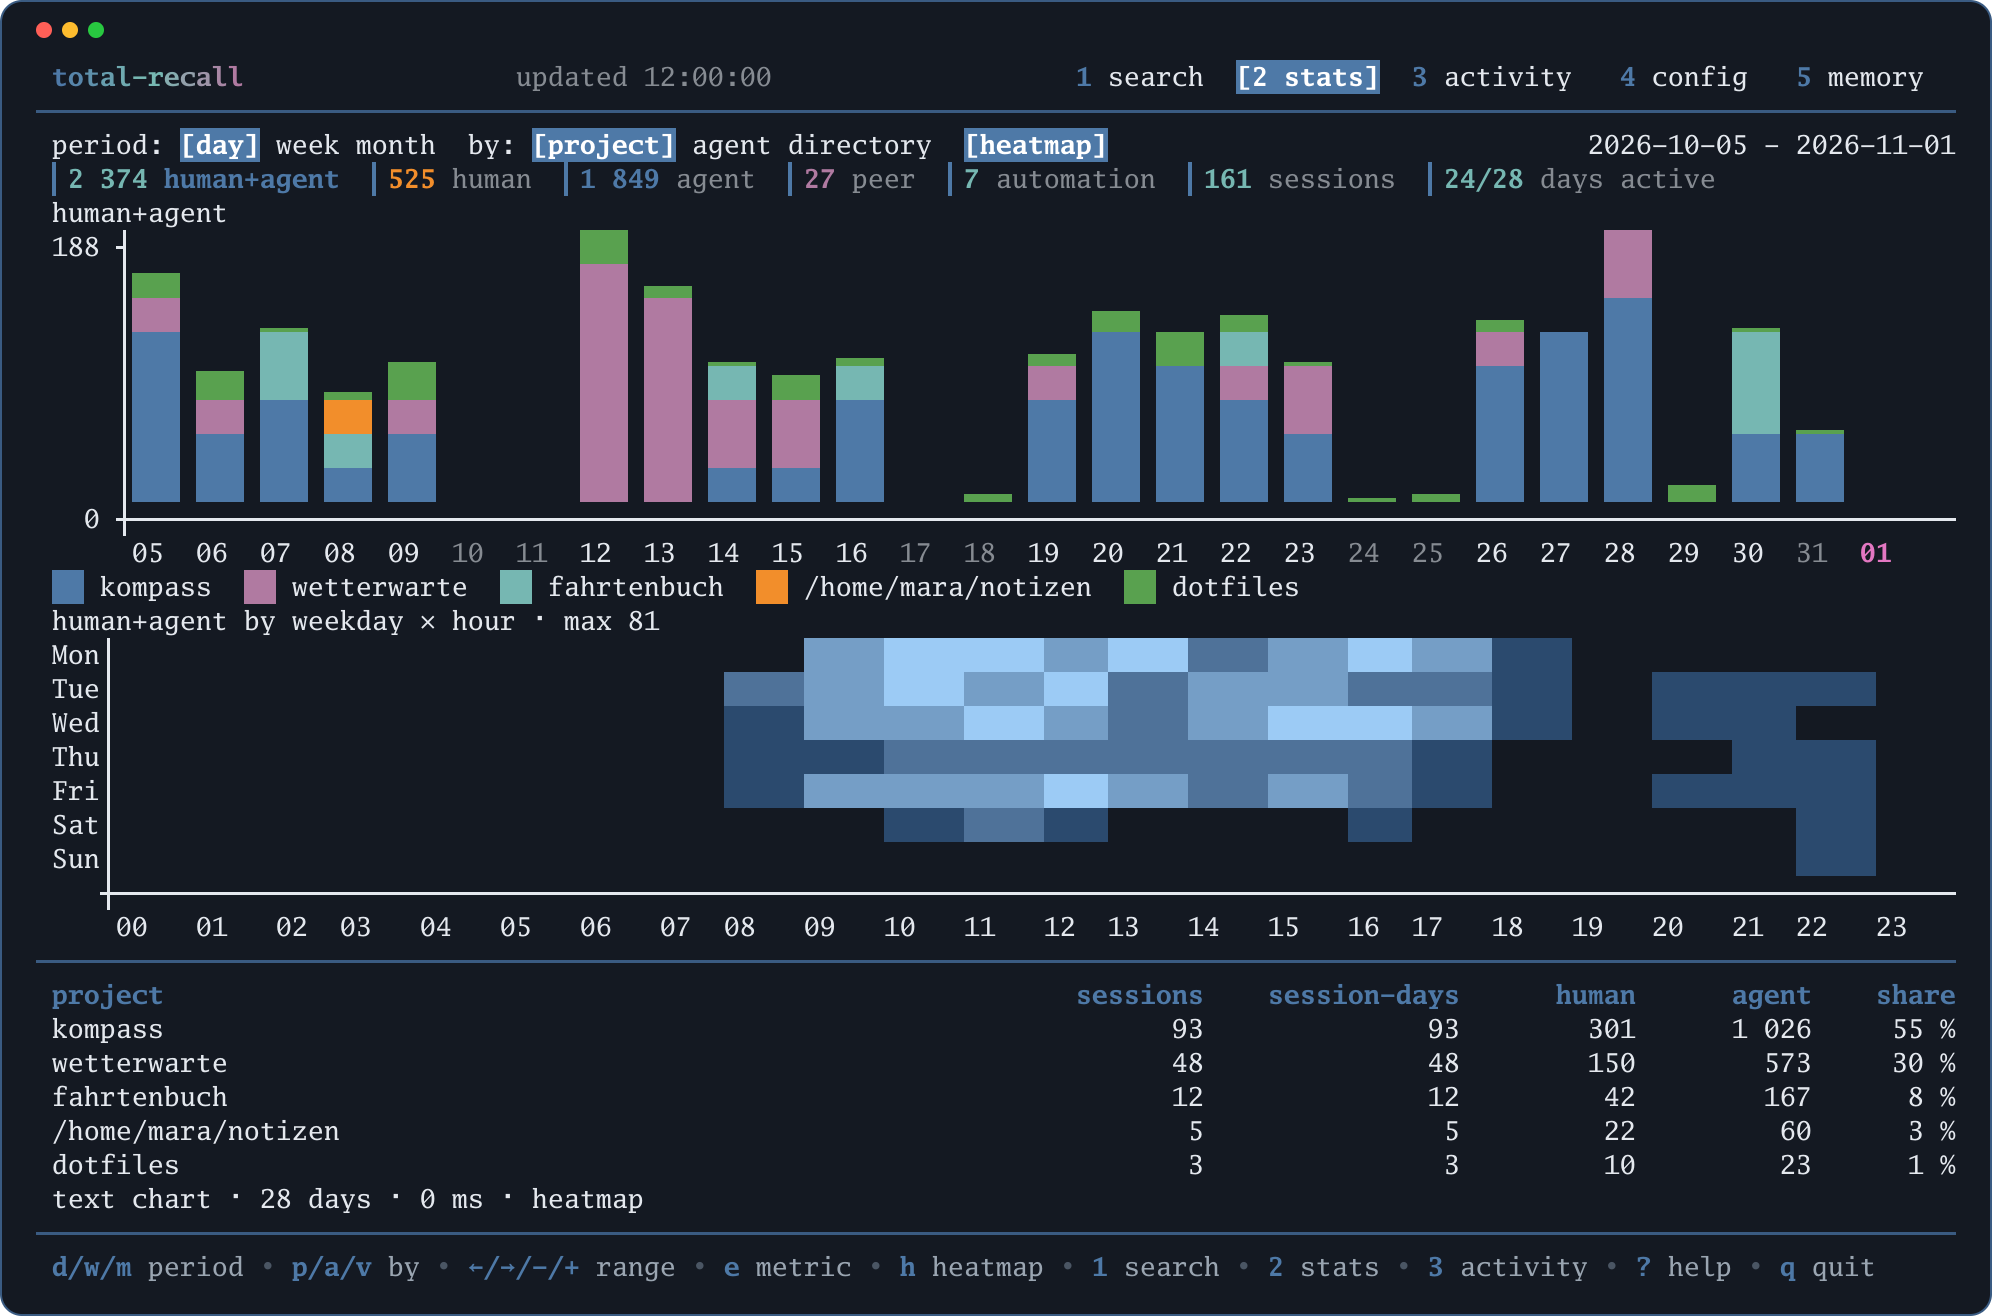 total-recall updated 12:00:00 1 search [2 stats] 3 activity 4 config 5 memory
period: [day] week month by: [project] agent directory [heatmap] 2026-10-05 – 2026-11-01
2 374 human+agent 525 human 1 849 agent 27 peer 7 automation 161 sessions 24/28 days active
human+agent
188
0
05 06 07 08 09 10 11 12 13 14 15 16 17 18 19 20 21 22 23 24 25 26 27 28 29 30 31 01
kompass wetterwarte fahrtenbuch /home/mara/notizen dotfiles
human+agent by weekday × hour · max 81
Mon
Tue
Wed
Thu
Fri
Sat
Sun
00 01 02 03 04 05 06 07 08 09 10 11 12 13 14 15 16 17 18 19 20 21 22 23
project sessions session-days human agent share
kompass 93 93 301 1 026 55 %
wetterwarte 48 48 150 573 30 %
fahrtenbuch 12 12 42 167 8 %
/home/mara/notizen 5 5 22 60 3 %
dotfiles 3 3 10 23 1 %
text chart · 28 days · 0 ms · heatmap
d/w/m period • p/a/v by • ←/→/-/+ range • e metric • h heatmap • 1 search • 2 stats • 3 activity • ? help • q quit